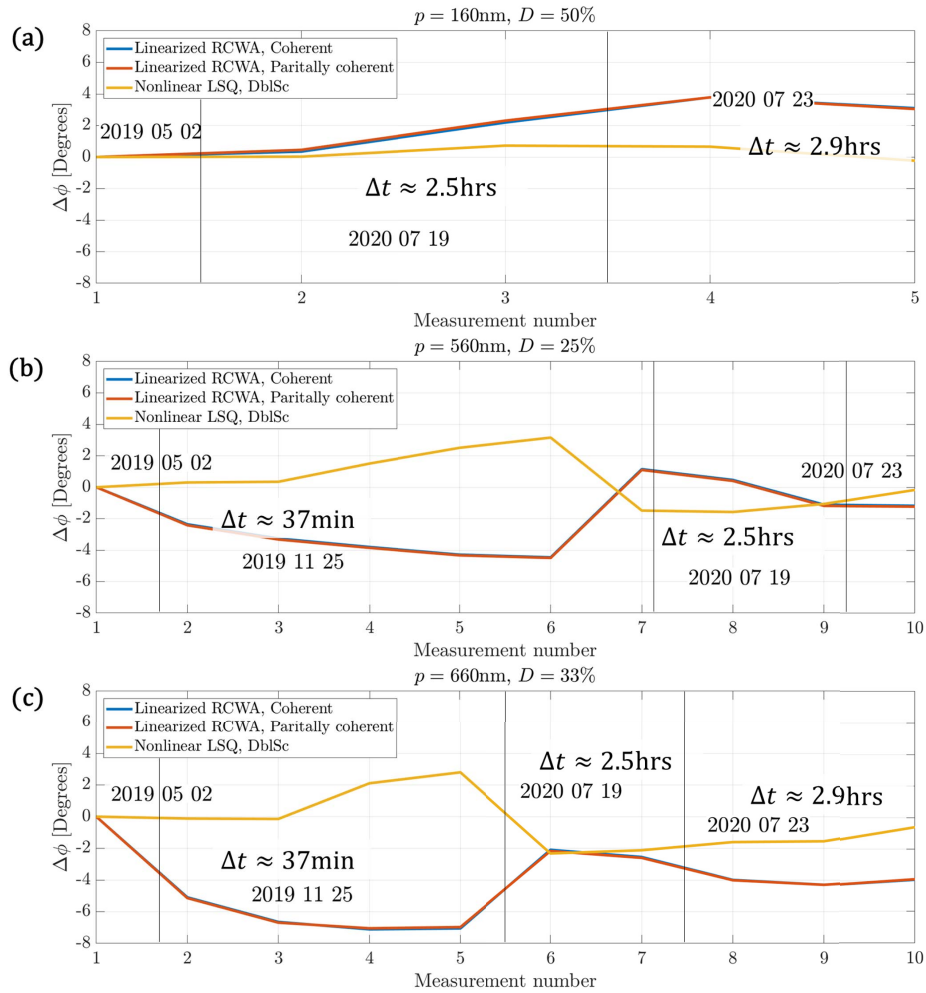 (a)
p = 160nm, D = 50%
Linearized RCWA, Coherent
Linearized RCWA, Paritally coherent
Nonlinear LSQ, DblSc
8
6
4
2
0
-2
-4
-6
-8
Δϕ [Degrees]
2019 05 02
Δt ≈ 2.5hrs
2020 07 19
2020 07 23
Δt ≈ 2.9hrs
1 2 3 4 5
Measurement number
(b)
p = 560nm, D = 25%
Linearized RCWA, Coherent
Linearized RCWA, Paritally coherent
Nonlinear LSQ, DblSc
8
6
4
2
0
-2
-4
-6
-8
Δϕ [Degrees]
2019 05 02
Δt ≈ 37min
2019 11 25
Δt ≈ 2.5hrs
2020 07 19
2020 07 23
1 2 3 4 5 6 7 8 9 10
Measurement number
(c)
p = 660nm, D = 33%
Linearized RCWA, Coherent
Linearized RCWA, Paritally coherent
Nonlinear LSQ, DblSc
8
6
4
2
0
-2
-4
-6
-8
Δϕ [Degrees]
2019 05 02
Δt ≈ 37min
2019 11 25
Δt ≈ 2.5hrs
2020 07 19
Δt ≈ 2.9hrs
2020 07 23
1 2 3 4 5 6 7 8 9 10
Measurement number